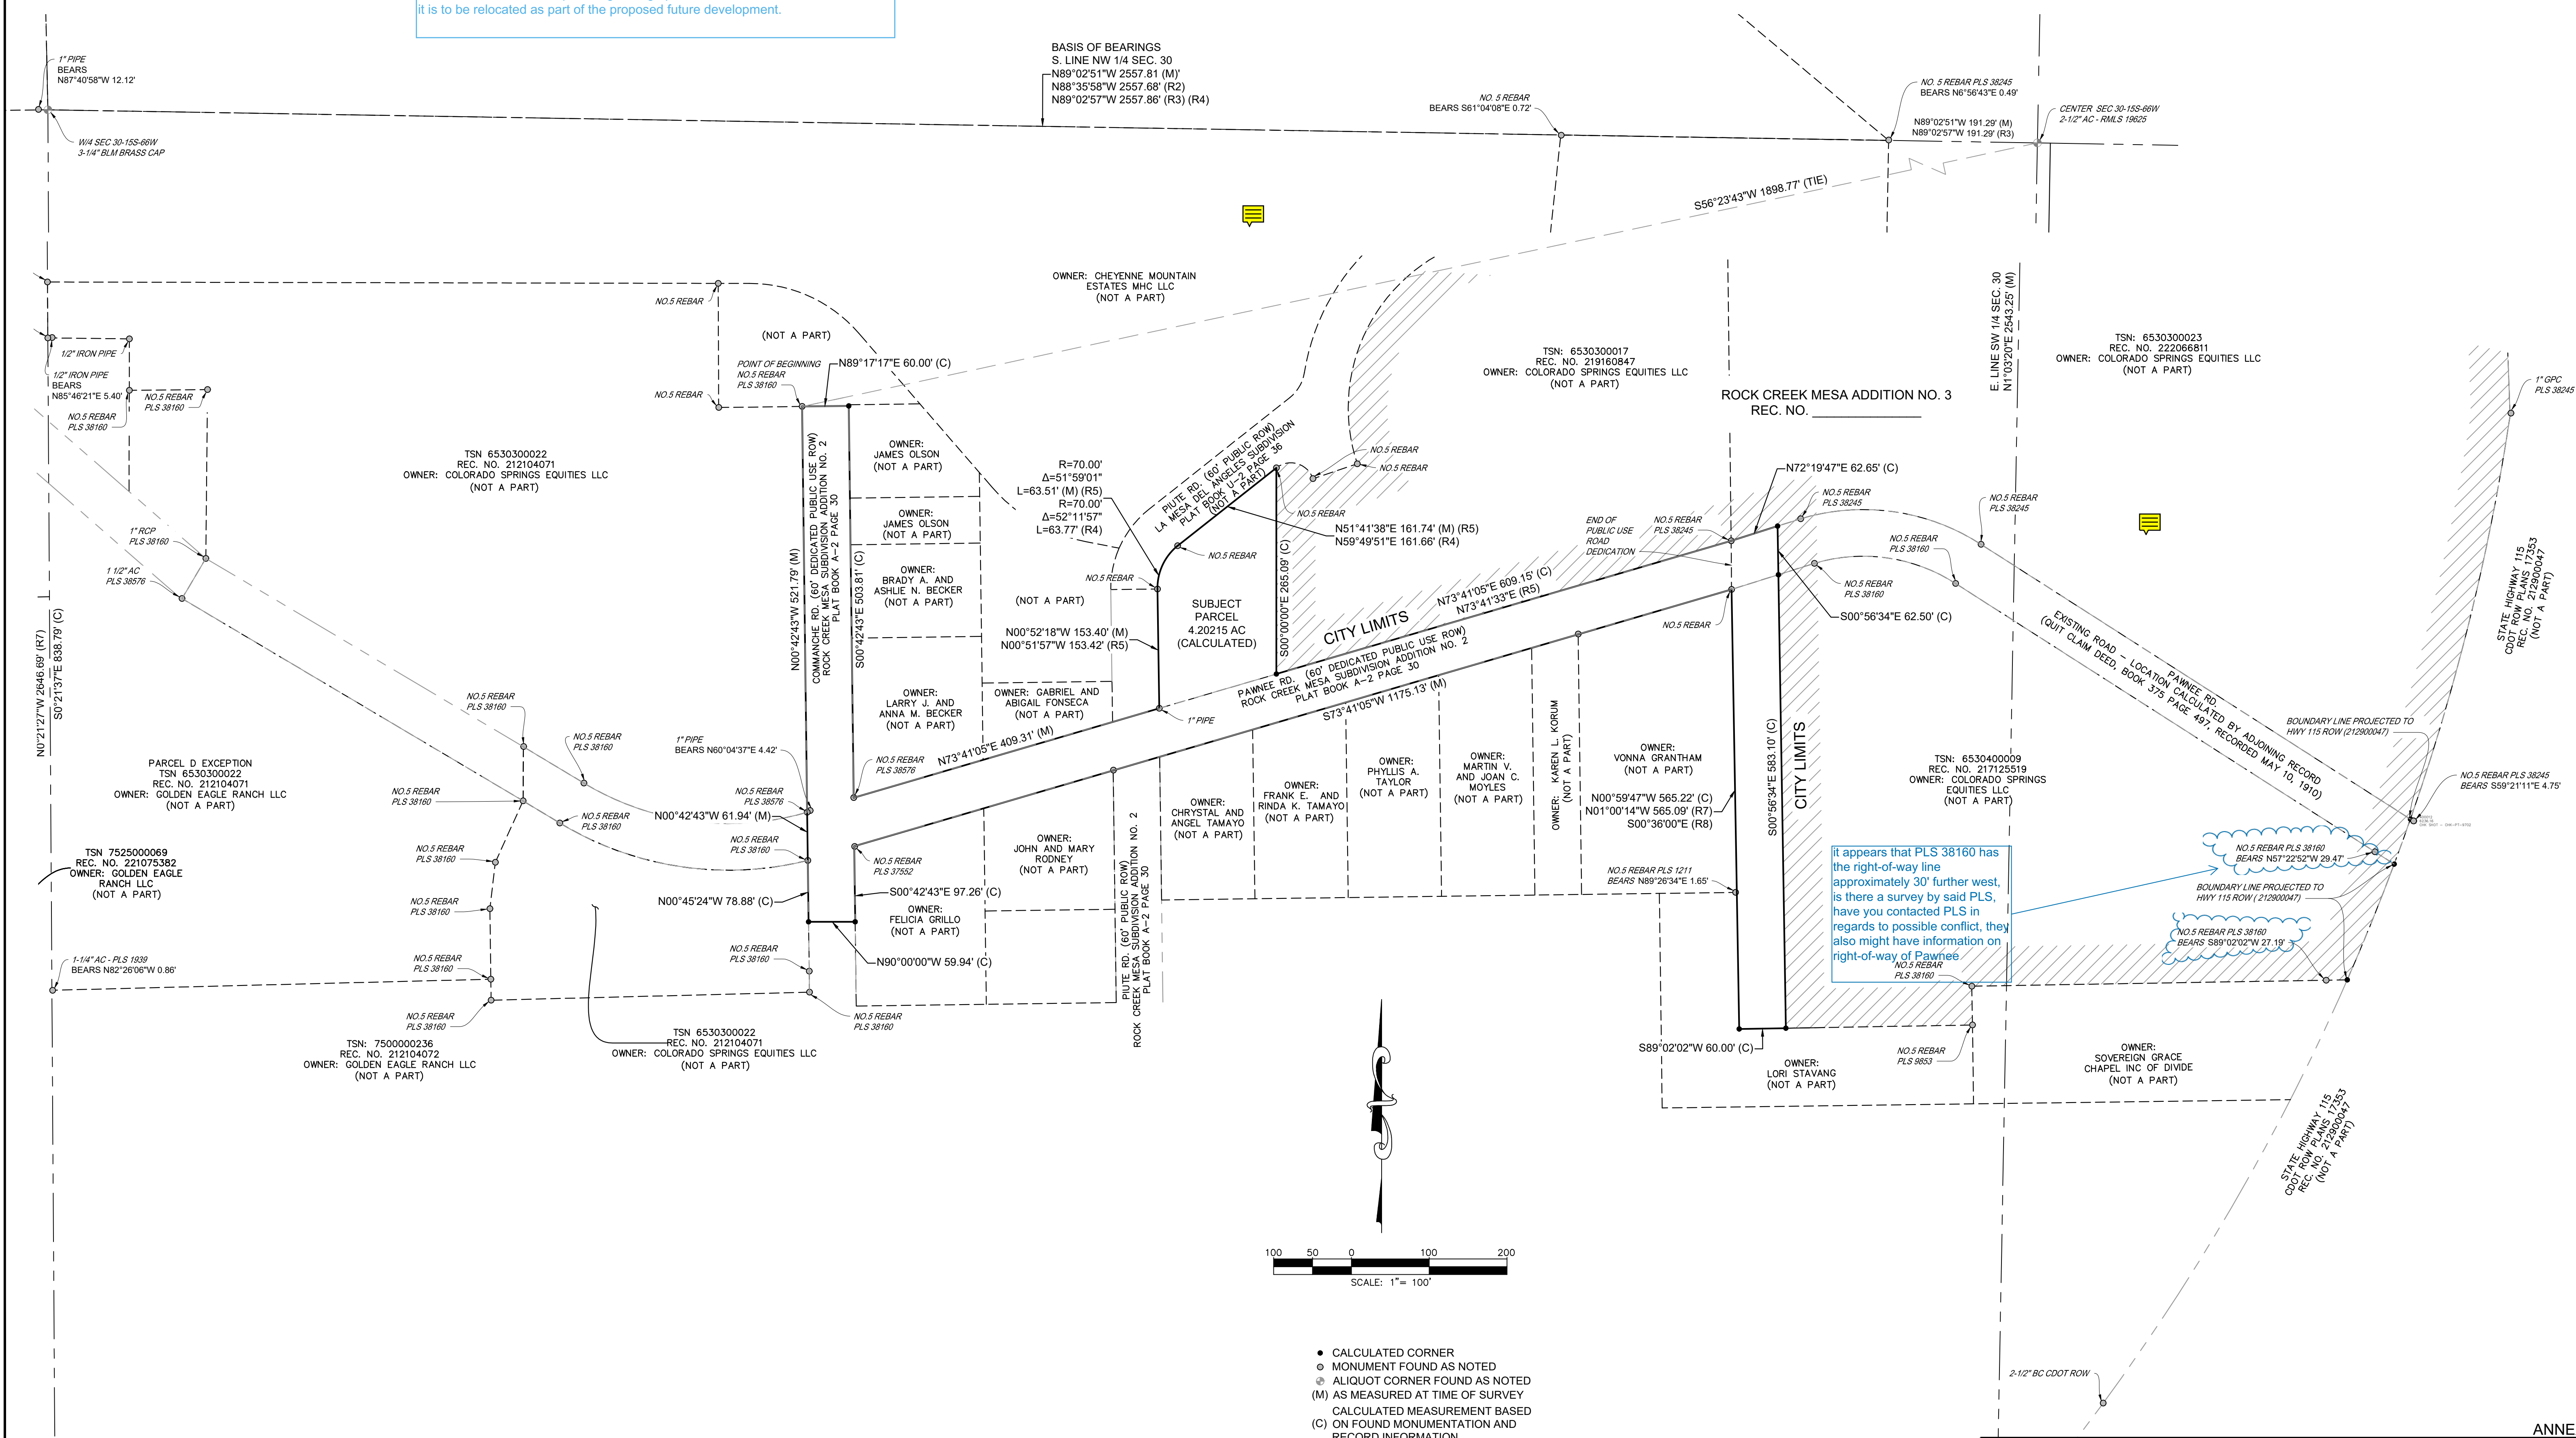 it is to be relocated as part of the proposed future development.
1" PIPE
BEARS
N87°40'58"W 12.12'
W/4 SEC 30-15S-66W
3-1/4" BLM BRASS CAP
BASIS OF BEARINGS
S. LINE NW 1/4 SEC. 30
N89°02'51"W 2557.81 (M)'
N88°35'58"W 2557.68' (R2)
N89°02'57"W 2557.86' (R3) (R4)
NO. 5 REBAR
BEARS S61°04'08"E 0.72'
NO. 5 REBAR PLS 38245
BEARS N6°56'43"E 0.49'
N89°02'51"W 191.29' (M)
N89°02'57"W 191.29' (R3)
CENTER SEC 30-15S-66W
2-1/2" AC - RMLS 19625
S56°23'43"W 1898.77' (TIE)
OWNER: CHEYENNE MOUNTAIN
ESTATES MHC LLC
(NOT A PART)
NO.5 REBAR
(NOT A PART)
1/2" IRON PIPE
1/2" IRON PIPE
BEARS
N85°46'21"E 5.40'
NO.5 REBAR
PLS 38160
NO.5 REBAR
PLS 38160
POINT OF BEGINNING
NO.5 REBAR
PLS 38160
N89°17'17"E 60.00' (C)
NO.5 REBAR
TSN: 6530300017
REC. NO. 219160847
OWNER: COLORADO SPRINGS EQUITIES LLC
(NOT A PART)
ROCK CREEK MESA ADDITION NO. 3
REC. NO. _______________
E. LINE SW 1/4 SEC. 30
N1°03'20"E 2543.25' (M)
TSN: 6530300023
REC. NO. 222066811
OWNER: COLORADO SPRINGS EQUITIES LLC
(NOT A PART)
1" GPC
PLS 38245
TSN 6530300022
REC. NO. 212104071
OWNER: COLORADO SPRINGS EQUITIES LLC
(NOT A PART)
N00°42'43"W 521.79' (M)
COMMANCHE RD. (60' DEDICATED PUBLIC USE ROW)
ROCK CREEK MESA SUBDIVISION ADDITION NO. 2
PLAT BOOK A-2 PAGE 30
S00°42'43"E 503.81' (C)
OWNER:
JAMES OLSON
(NOT A PART)
OWNER:
JAMES OLSON
(NOT A PART)
OWNER:
BRADY A. AND
ASHLIE N. BECKER
(NOT A PART)
OWNER:
LARRY J. AND
ANNA M. BECKER
(NOT A PART)
OWNER: GABRIEL AND
ABIGAIL FONSECA
(NOT A PART)
(NOT A PART)
R=70.00'
Δ=51°59'01"
L=63.51' (M) (R5)
R=70.00'
Δ=52°11'57"
L=63.77' (R4)
PIUTE RD. (60' PUBLIC ROW)
LA MESA DEL ANGELES SUBDIVISION
PLAT BOOK U-2 PAGE 36
(NOT A PART)
NO.5 REBAR
NO.5 REBAR
NO.5 REBAR
NO.5 REBAR
NO.5 REBAR
N51°41'38"E 161.74' (M) (R5)
N59°49'51"E 161.66' (R4)
S00°00'00"E 265.09' (C)
SUBJECT
PARCEL
4.20215 AC
(CALCULATED)
N00°52'18"W 153.40' (M)
N00°51'57"W 153.42' (R5)
1" PIPE
CITY LIMITS
N73°41'05"E 609.15' (C)
N73°41'33"E (R5)
PAWNEE RD. (60' DEDICATED PUBLIC USE ROW)
ROCK CREEK MESA SUBDIVISION ADDITION NO. 2
PLAT BOOK A-2 PAGE 30
S73°41'05"W 1175.13' (M)
N73°41'05"E 409.31' (M)
END OF
PUBLIC USE
ROAD
DEDICATION
NO.5 REBAR
PLS 38245
N72°19'47"E 62.65' (C)
NO.5 REBAR
PLS 38245
NO.5 REBAR
PLS 38245
NO.5 REBAR
PLS 38160
NO.5 REBAR
PLS 38160
NO.5 REBAR
S00°56'34"E 62.50' (C)
PAWNEE RD.
EXISTING ROAD - LOCATION CALCULATED BY ADJOINING RECORD
(QUIT CLAIM DEED, BOOK 375 PAGE 497, RECORDED MAY 10, 1910)
STATE HIGHWAY 115
CDOT ROW PLANS 17353
REC. NO. 212900047
(NOT A PART)
BOUNDARY LINE PROJECTED TO
HWY 115 ROW (212900047)
NO.5 REBAR PLS 38245
BEARS S59°21'11"E 4.75'
1" RCP
PLS 38160
1 1/2" AC
PLS 38576
N0°21'27"W 2646.69' (R7)
S0°21'37"E 838.79' (C)
NO.5 REBAR
PLS 38160
NO.5 REBAR
PLS 38160
PARCEL D EXCEPTION
TSN 6530300022
REC. NO. 212104071
OWNER: GOLDEN EAGLE RANCH LLC
(NOT A PART)
NO.5 REBAR
PLS 38160
NO.5 REBAR
PLS 38160
1" PIPE
BEARS N60°04'37"E 4.42'
NO.5 REBAR
PLS 38576
N00°42'43"W 61.94' (M)
NO.5 REBAR
PLS 38160
NO.5 REBAR
PLS 38576
NO.5 REBAR
PLS 37552
S00°42'43"E 97.26' (C)
N00°45'24"W 78.88' (C)
OWNER:
FELICIA GRILLO
(NOT A PART)
N90°00'00"W 59.94' (C)
OWNER:
JOHN AND MARY
RODNEY
(NOT A PART)
PIUTE RD. (60' PUBLIC ROW)
ROCK CREEK MESA SUBDIVISION ADDITION NO. 2
PLAT BOOK A-2 PAGE 30
OWNER:
CHRYSTAL AND
ANGEL TAMAYO
(NOT A PART)
OWNER:
FRANK E. AND
RINDA K. TAMAYO
(NOT A PART)
OWNER:
PHYLLIS A.
TAYLOR
(NOT A PART)
OWNER:
MARTIN V.
AND JOAN C.
MOYLES
(NOT A PART)
OWNER: KAREN L. KORUM
(NOT A PART)
OWNER:
VONNA GRANTHAM
(NOT A PART)
N00°59'47"W 565.22' (C)
N01°00'14"W 565.09' (R7)
S00°36'00"E (R8)
NO.5 REBAR PLS 1211
BEARS N89°26'34"E 1.65'
S00°56'34"E 583.10' (C)
CITY LIMITS
TSN: 6530400009
REC. NO. 217125519
OWNER: COLORADO SPRINGS
EQUITIES LLC
(NOT A PART)
it appears that PLS 38160 has
the right-of-way line
approximately 30' further west,
is there a survey by said PLS,
have you contacted PLS in
regards to possible conflict, they
also might have information on
right-of-way of Pawnee
NO.5 REBAR PLS 38160
BEARS N57°22'52"W 29.47'
BOUNDARY LINE PROJECTED TO
HWY 115 ROW ( 212900047)
NO.5 REBAR PLS 38160
BEARS S89°02'02"W 27.19'
NO.5 REBAR
PLS 38160
TSN 7525000069
REC. NO. 221075382
OWNER: GOLDEN EAGLE
RANCH LLC
(NOT A PART)
NO.5 REBAR
PLS 38160
NO.5 REBAR
PLS 38160
NO.5 REBAR
PLS 38160
NO.5 REBAR
PLS 38160
1-1/4" AC - PLS 1939
BEARS N82°26'06"W 0.86'
NO.5 REBAR
PLS 38160
NO.5 REBAR
PLS 38160
TSN: 7500000236
REC. NO. 212104072
OWNER: GOLDEN EAGLE RANCH LLC
(NOT A PART)
TSN 6530300022
REC. NO. 212104071
OWNER: COLORADO SPRINGS EQUITIES LLC
(NOT A PART)
S89°02'02"W 60.00' (C)
OWNER:
LORI STAVANG
(NOT A PART)
NO.5 REBAR
PLS 9853
OWNER:
SOVEREIGN GRACE
CHAPEL INC OF DIVIDE
(NOT A PART)
STATE HIGHWAY 115
CDOT ROW PLANS 17353
REC. NO. 212900047
(NOT A PART)
100 50 0 100 200
SCALE: 1"= 100'
CALCULATED CORNER
MONUMENT FOUND AS NOTED
ALIQUOT CORNER FOUND AS NOTED
(M) AS MEASURED AT TIME OF SURVEY
CALCULATED MEASUREMENT BASED
(C) ON FOUND MONUMENTATION AND
RECORD INFORMATION
2-1/2" BC CDOT ROW
ANNE